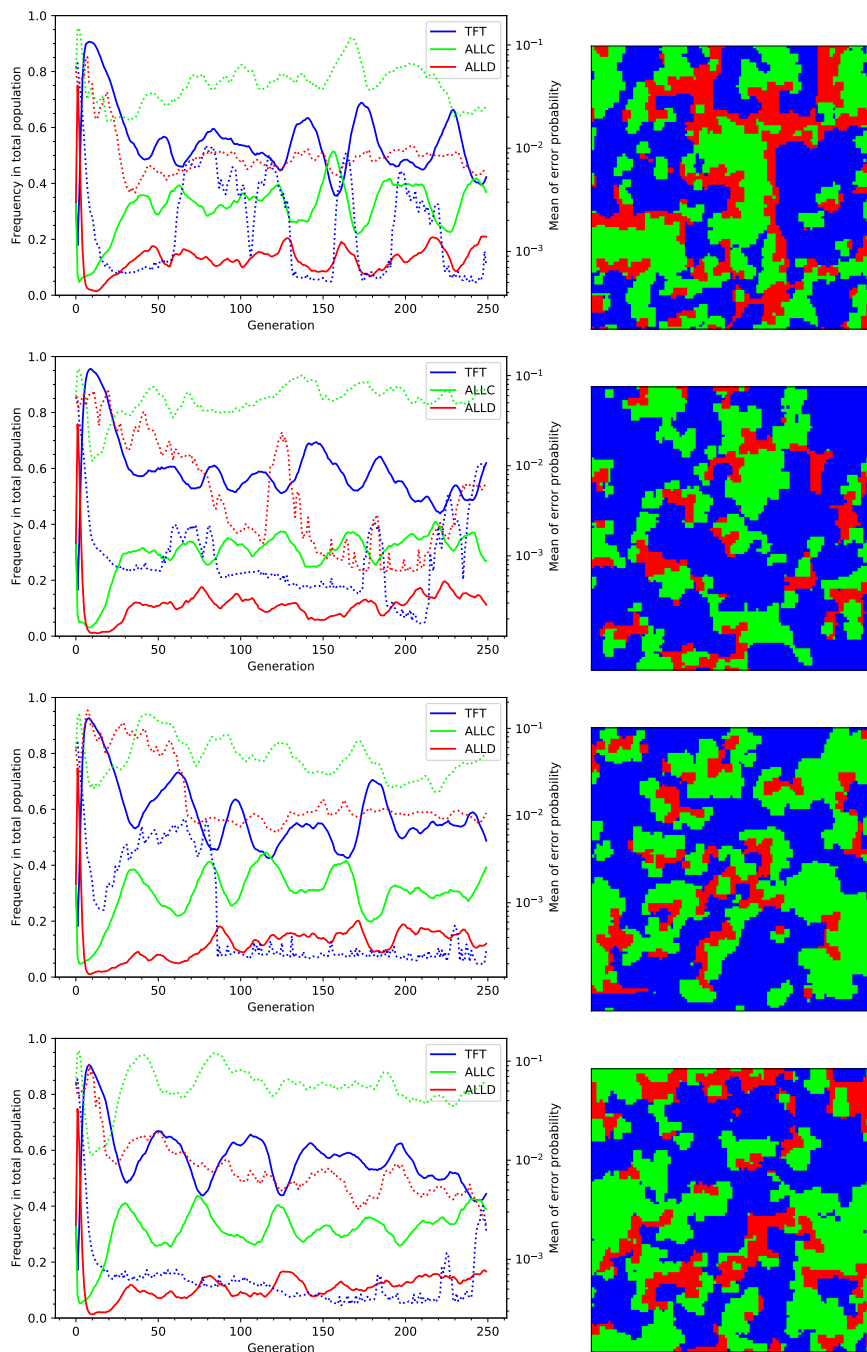 1.0
0.8
0.6
0.4
0.2
0.0
Frequency in total population
0 50 100 150 200 250
Generation
TFT
ALLC
ALLD
10⁻¹
10⁻²
10⁻³
Mean of error probability
1.0
0.8
0.6
0.4
0.2
0.0
Frequency in total population
0 50 100 150 200 250
Generation
TFT
ALLC
ALLD
10⁻¹
10⁻²
10⁻³
Mean of error probability
1.0
0.8
0.6
0.4
0.2
0.0
Frequency in total population
0 50 100 150 200 250
Generation
TFT
ALLC
ALLD
10⁻¹
10⁻²
10⁻³
Mean of error probability
1.0
0.8
0.6
0.4
0.2
0.0
Frequency in total population
0 50 100 150 200 250
Generation
TFT
ALLC
ALLD
10⁻¹
10⁻²
10⁻³
Mean of error probability